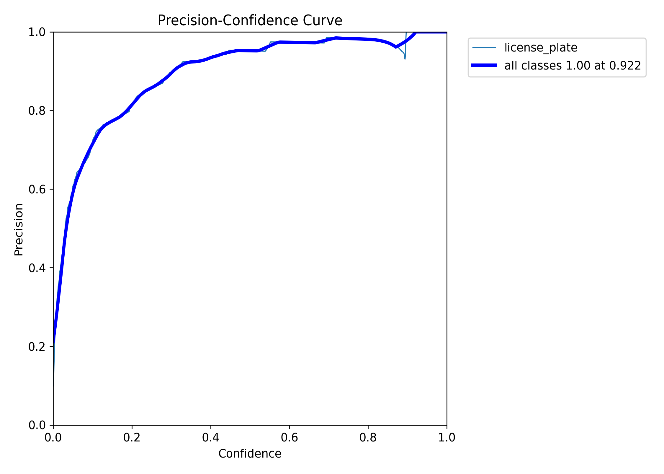 Precision-Confidence Curve
1.0
0.8
0.6
0.4
0.2
0.0
Precision
0.0 0.2 0.4 0.6 0.8 1.0
Confidence
license_plate
all classes 1.00 at 0.922